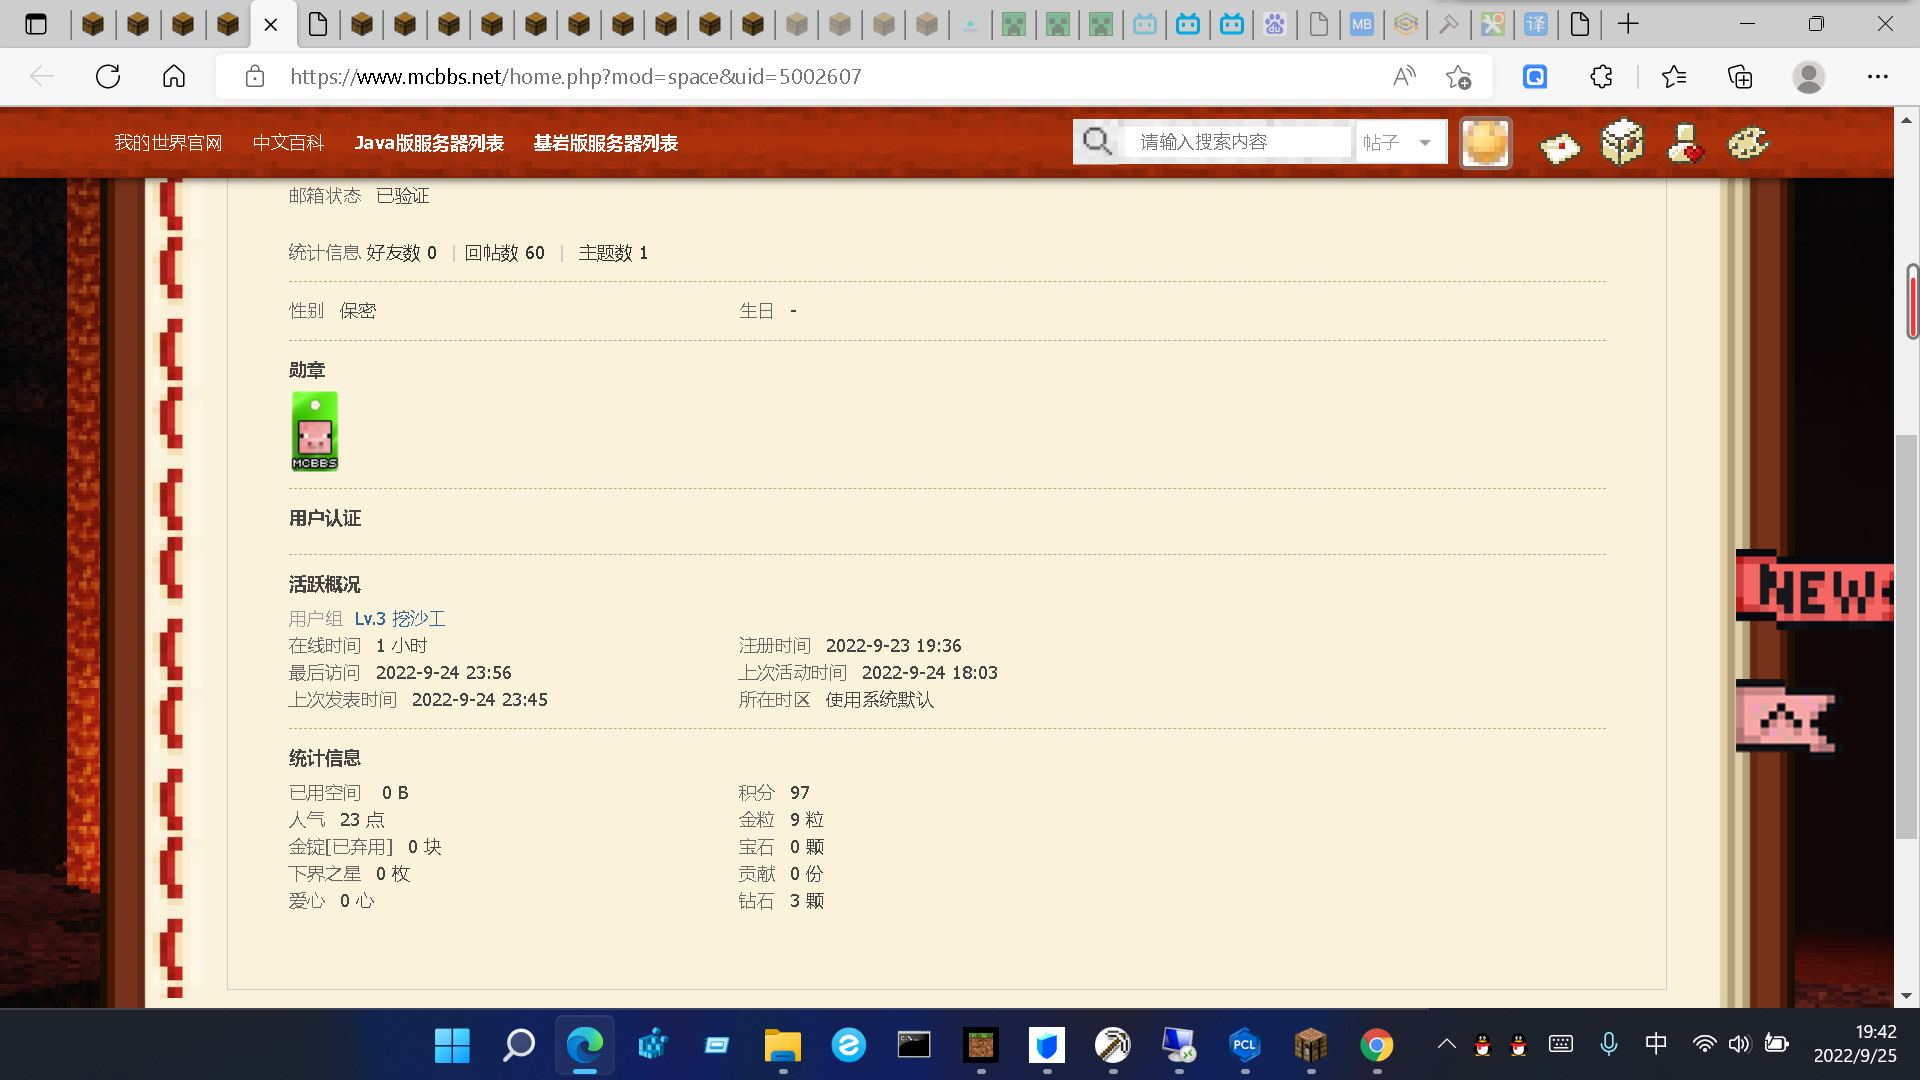 MB
译
https://www.mcbbs.net/home.php?mod=space&uid=5002607
我的世界官网 中文百科 Java版服务器列表 基岩版服务器列表 请输入搜索内容 帖子
邮箱状态 已验证
统计信息 好友数 0 | 回帖数 60 | 主题数 1
性别 保密 生日 -
勋章
MCBBS
用户认证
活跃概况
用户组 Lv.3 挖沙工
在线时间 1 小时 注册时间 2022-9-23 19:36
最后访问 2022-9-24 23:56 上次活动时间 2022-9-24 18:03
上次发表时间 2022-9-24 23:45 所在时区 使用系统默认
统计信息
已用空间 0 B 积分 97
人气 23 点 金粒 9 粒
金锭[已弃用] 0 块 宝石 0 颗
下界之星 0 枚 贡献 0 份
爱心 0 心 钻石 3 颗
NEW
PCL
中
19:42
2022/9/25